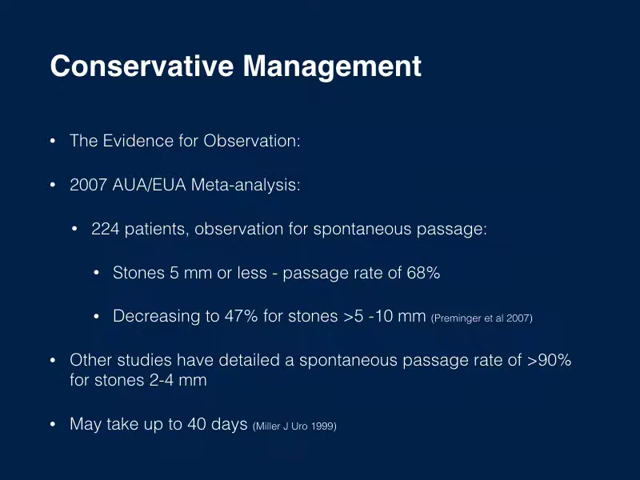 Conservative Management
• The Evidence for Observation:
• 2007 AUA/EUA Meta-analysis:
• 224 patients, observation for spontaneous passage:
• Stones 5 mm or less - passage rate of 68%
• Decreasing to 47% for stones >5 -10 mm (Preminger et al 2007)
• Other studies have detailed a spontaneous passage rate of >90%
for stones 2-4 mm
• May take up to 40 days (Miller J Uro 1999)